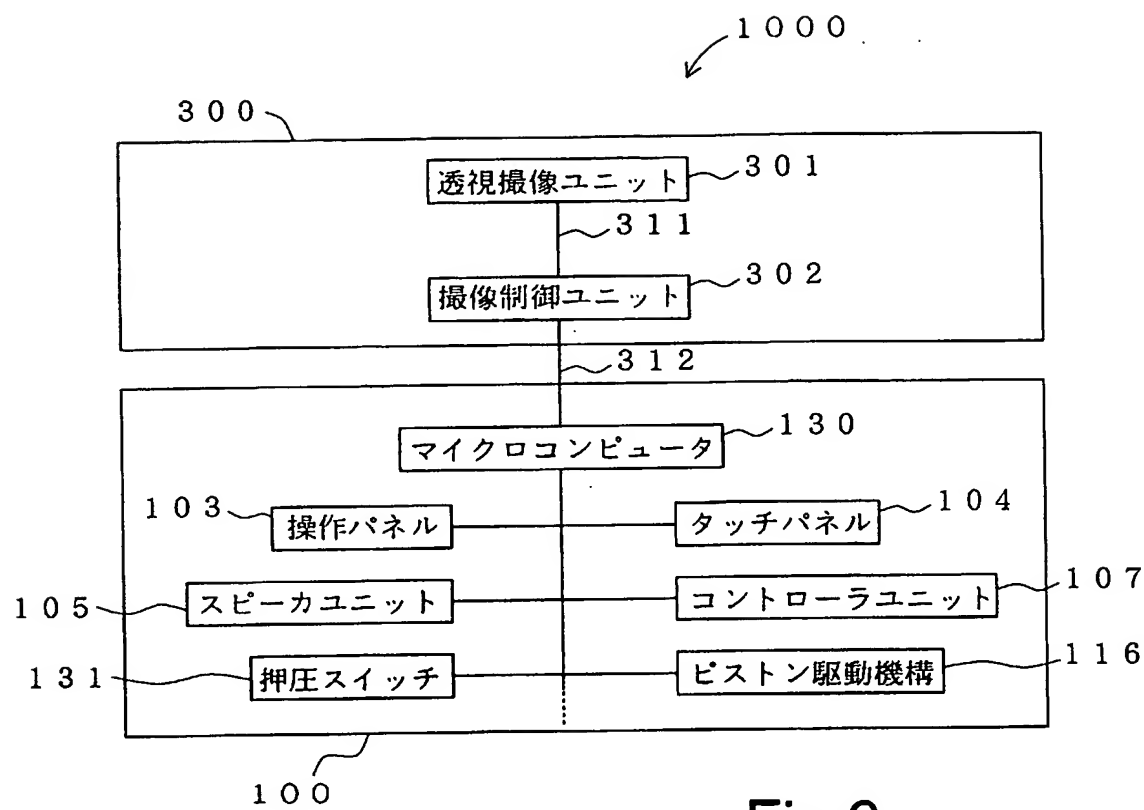 1000
300
透視撮像ユニット 301
311
撮像制御ユニット 302
312
マイクロコンピュータ 130
103 操作パネル タッチパネル 104
105 スピーカユニット コントローラユニット 107
131 押圧スイッチ ピストン駆動機構 116
100